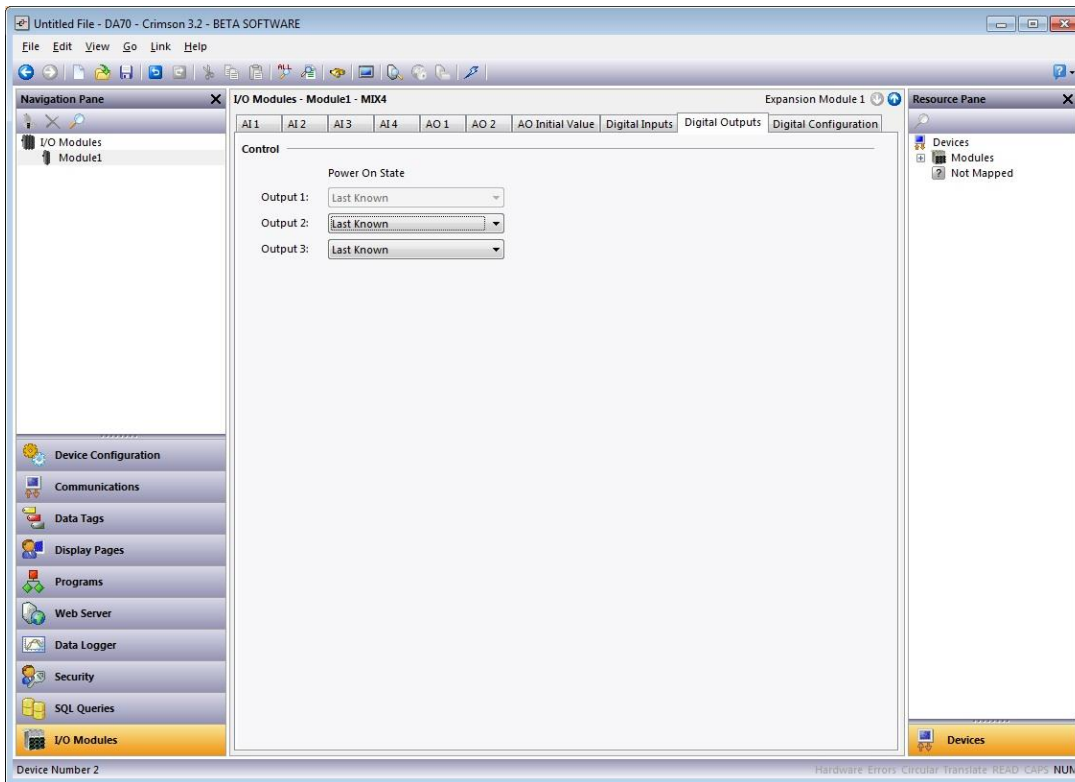 Untitled File - DA70 - Crimson 3.2 - BETA SOFTWARE
File Edit View Go Link Help
Navigation Pane
I/O Modules
Module1
Device Configuration
Communications
Data Tags
Display Pages
Programs
Web Server
Data Logger
Security
SQL Queries
I/O Modules
I/O Modules - Module1 - MIX4 Expansion Module 1
AI 1 AI 2 AI 3 AI 4 AO 1 AO 2 AO Initial Value Digital Inputs Digital Outputs Digital Configuration
Control
Power On State
Output 1: Last Known
Output 2: Last Known
Output 3: Last Known
Resource Pane
Devices
Modules
Not Mapped
Devices
Device Number 2 Hardware Errors Circular Translate READ CAPS NUM